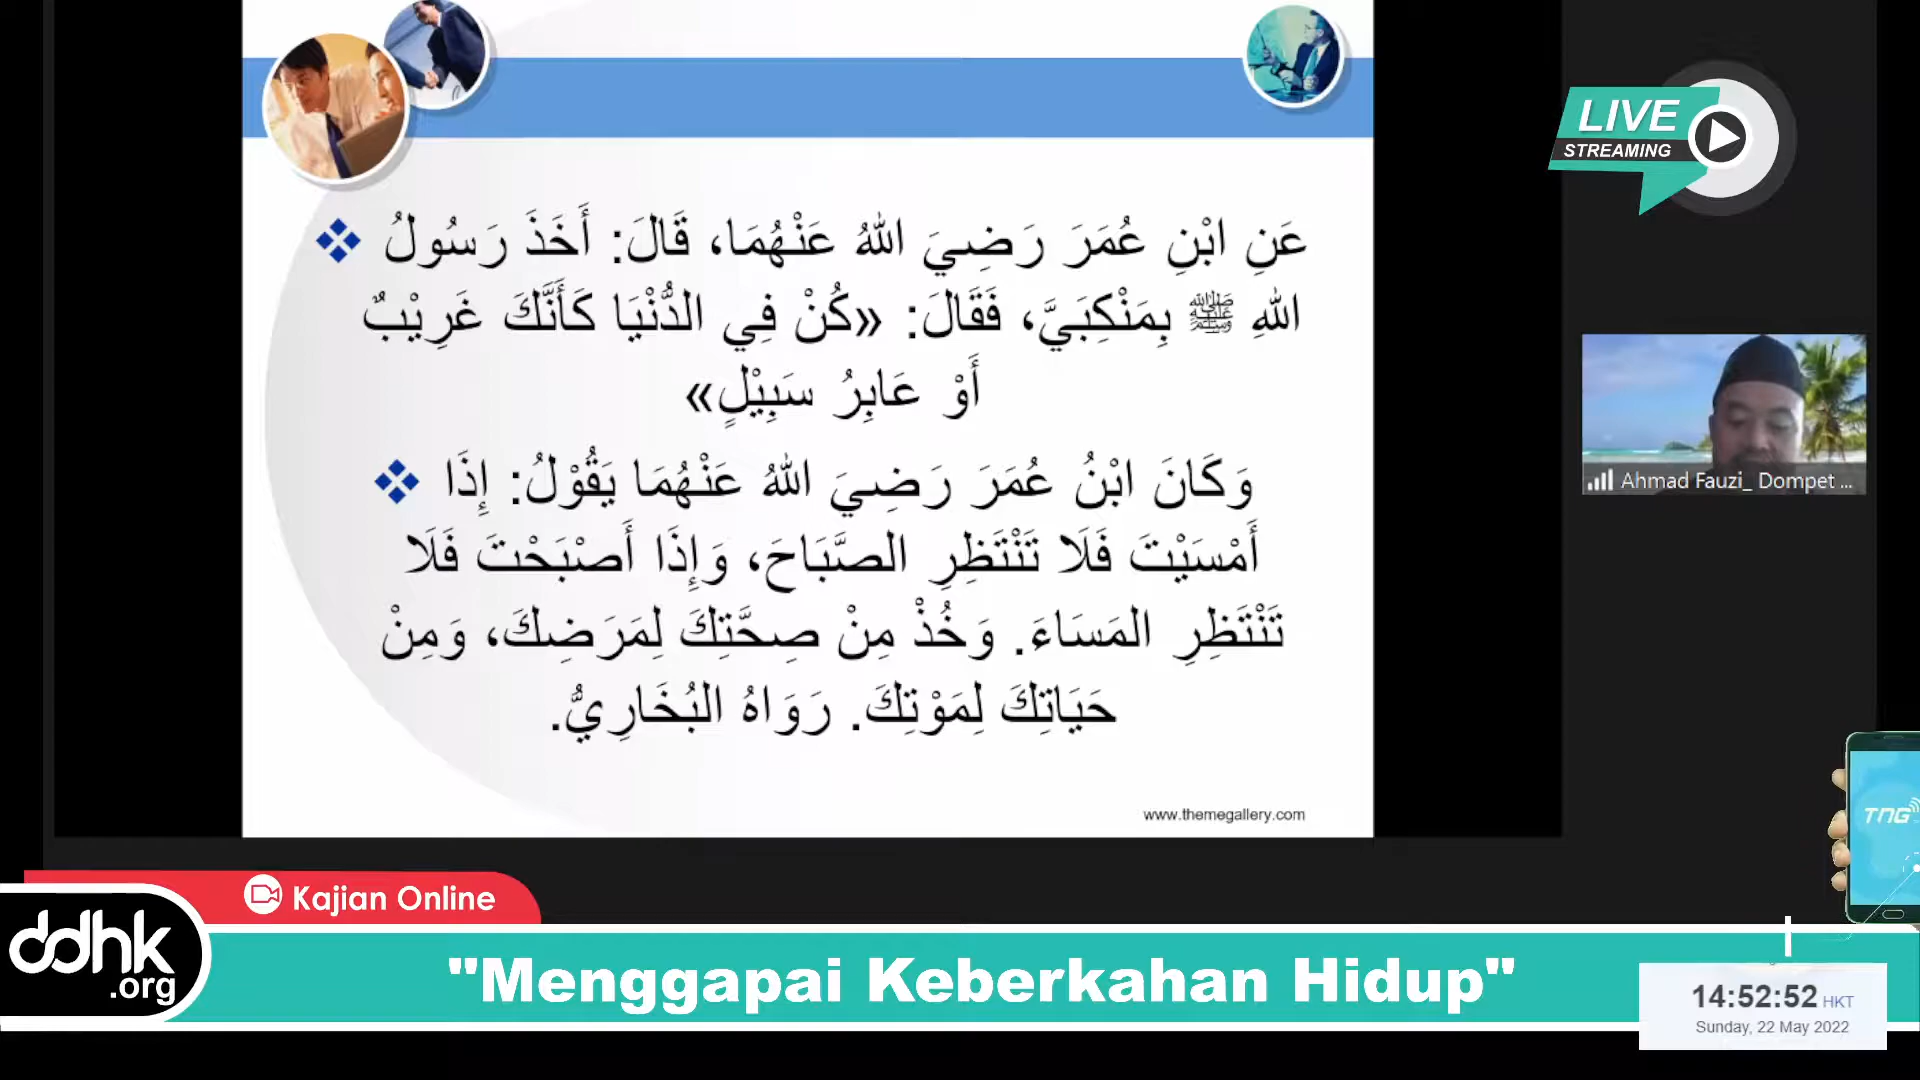 عَنِ ابْنِ عُمَرَ رَضِيَ اللهُ عَنْهُمَا، قَالَ: أَخَذَ رَسُولُ
اللهِ ﷺ بِمَنْكِبَيَّ، فَقَالَ: «كُنْ فِي الدُّنْيَا كَأَنَّكَ غَرِيْبٌ
أَوْ عَابِرُ سَبِيْلٍ»
وَكَانَ ابْنُ عُمَرَ رَضِيَ اللهُ عَنْهُمَا يَقُوْلُ: إِذَا
أَمْسَيْتَ فَلَا تَنْتَظِرِ الصَّبَاحَ، وَإِذَا أَصْبَحْتَ فَلَا
تَنْتَظِرِ المَسَاءَ. وَخُذْ مِنْ صِحَّتِكَ لِمَرَضِكَ، وَمِنْ
حَيَاتِكَ لِمَوْتِكَ. رَوَاهُ البُخَارِيُّ.
www.themegallery.com
LIVE
STREAMING
Ahmad Fauzi_ Dompet ...
TNG
Kajian Online
ddhk
.org
"Menggapai Keberkahan Hidup"
14:52:52 HKT
Sunday, 22 May 2022